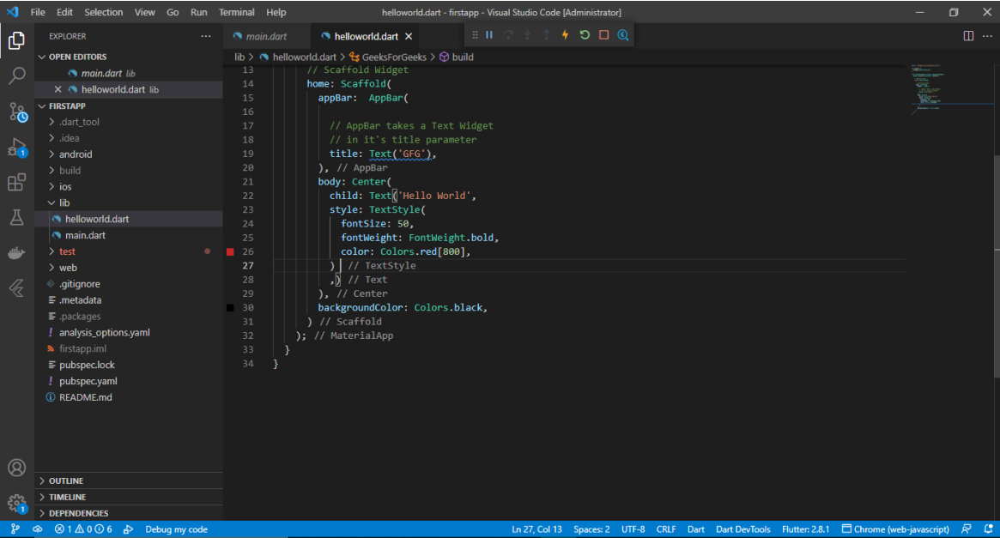 File Edit Selection View Go Run Terminal Help helloworld.dart - firstapp - Visual Studio Code [Administrator]
EXPLORER
main.dart
helloworld.dart
OPEN EDITORS
main.dart lib
helloworld.dart lib
FIRSTAPP
.dart_tool
.idea
android
build
ios
lib
helloworld.dart
main.dart
test
web
.gitignore
.metadata
.packages
analysis_options.yaml
firstapp.iml
pubspec.lock
pubspec.yaml
README.md
OUTLINE
TIMELINE
DEPENDENCIES
1
1
lib > helloworld.dart > GeeksForGeeks > build
13 // Scaffold Widget
14 home: Scaffold(
15 appBar:  AppBar(
16
17 // AppBar takes a Text Widget
18 // in it's title parameter
19 title: Text('GFG'),
20 ), // AppBar
21 body: Center(
22 child: Text('Hello World',
23 style: TextStyle(
24 fontSize: 50,
25 fontWeight: FontWeight.bold,
26 color: Colors.red[800],
27 ) // TextStyle
28 ,) // Text
29 ), // Center
30 backgroundColor: Colors.black,
31 ) // Scaffold
32 ); // MaterialApp
33 }
34 }
1 0 6 Debug my code Ln 27, Col 13 Spaces: 2 UTF-8 CRLF Dart Dart DevTools Flutter: 2.8.1 Chrome (web-javascript)